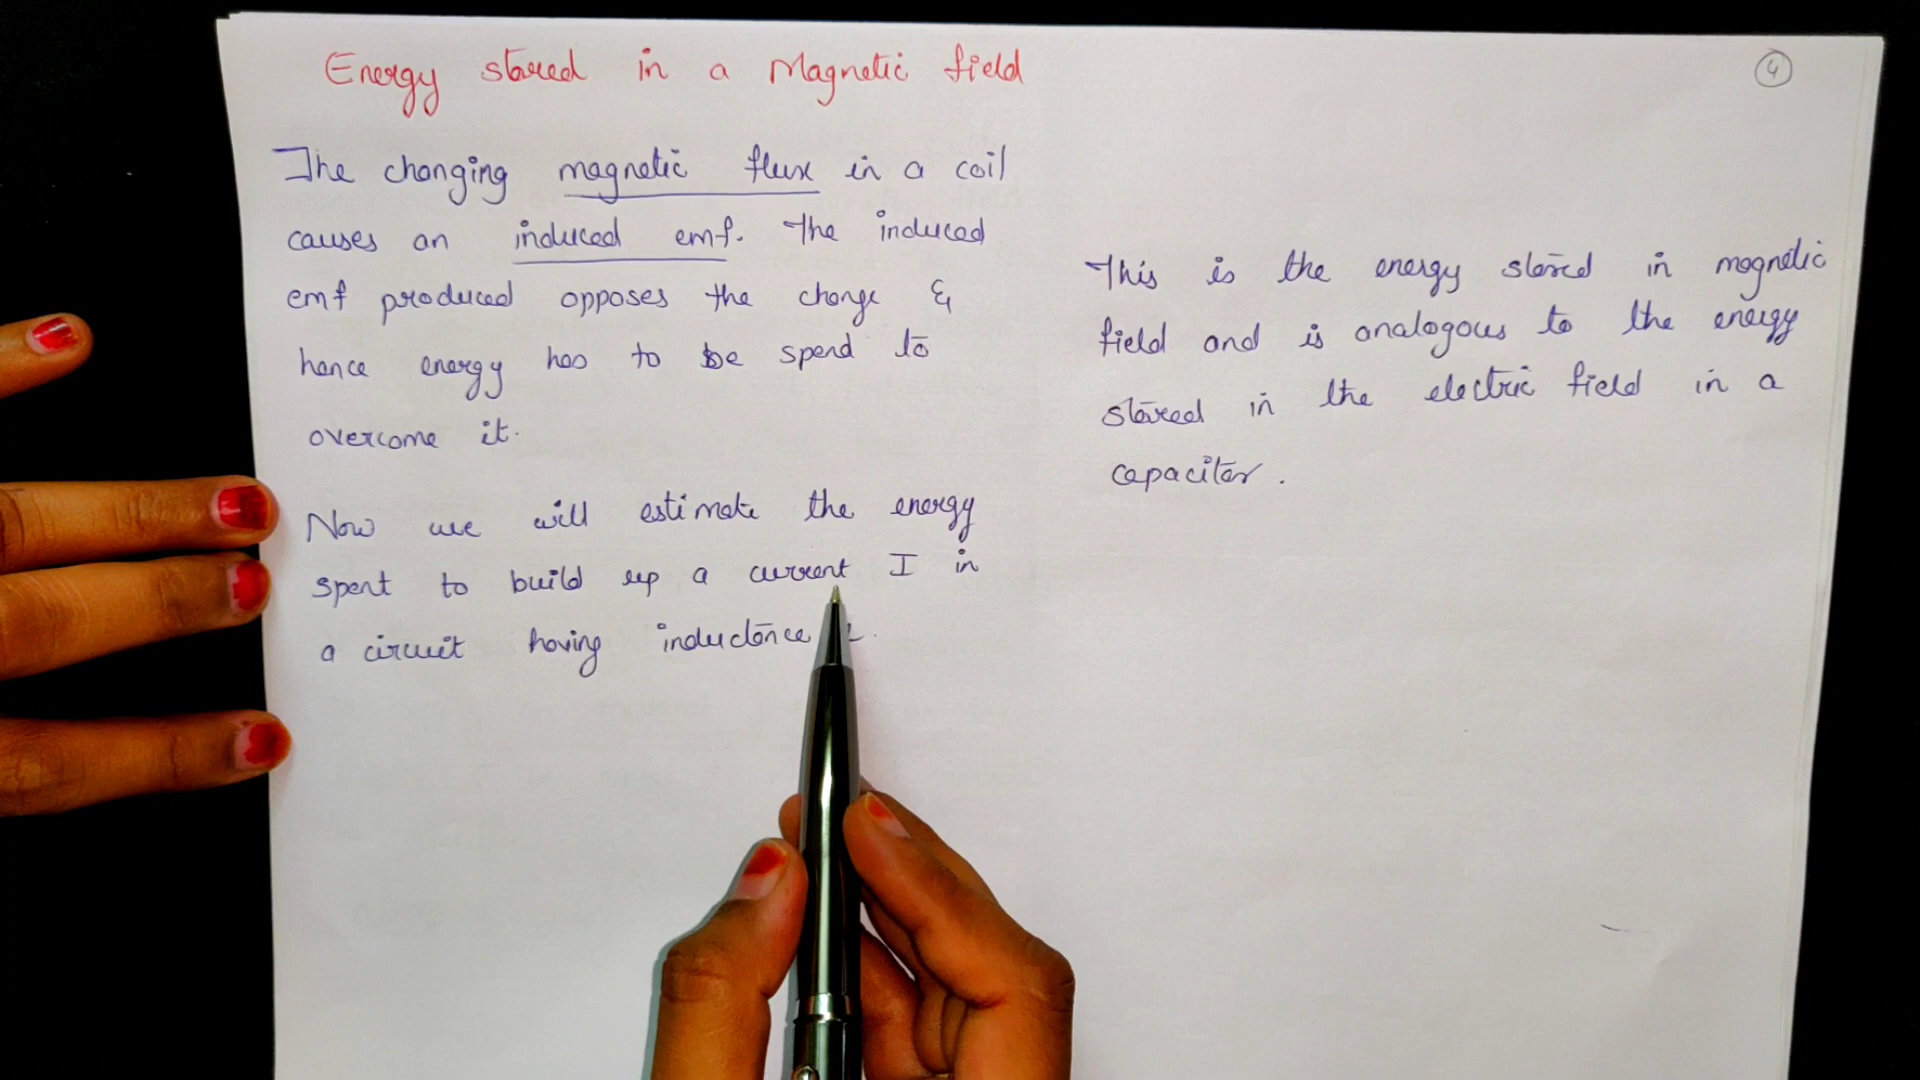 Energy stored in a Magnetic field
4
The changing magnetic flux in a coil
causes an induced emf. The induced
emf produced opposes the change &
hence energy has to be spend to
overcome it.
Now we will estimate the energy
spent to build up a current I in
a circuit having inductance
This is the energy stored in magnetic
field and is analogous to the energy
stored in the electric field in a
capacitor.